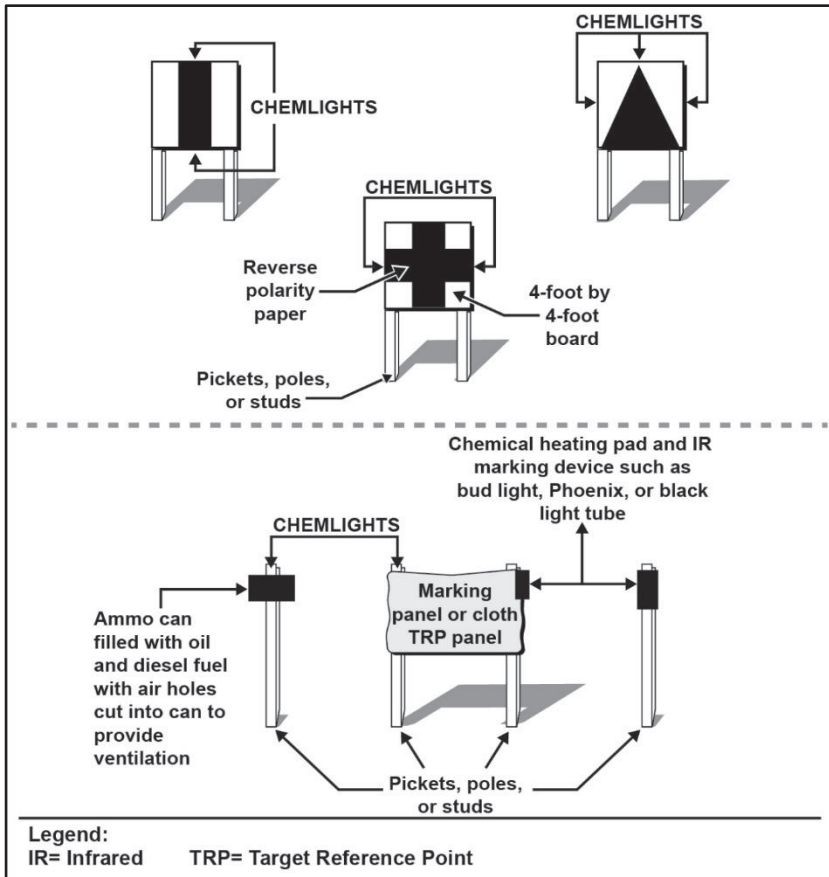 CHEMLIGHTS
CHEMLIGHTS
CHEMLIGHTS
Reverse
polarity
paper
4-foot by
4-foot
board
Pickets, poles,
or studs
Chemical heating pad and IR
marking device such as
bud light, Phoenix, or black
light tube
CHEMLIGHTS
Marking
panel or cloth
TRP panel
Ammo can
filled with oil
and diesel fuel
with air holes
cut into can to
provide
ventilation
Pickets, poles,
or studs
Legend:
IR= Infrared TRP= Target Reference Point